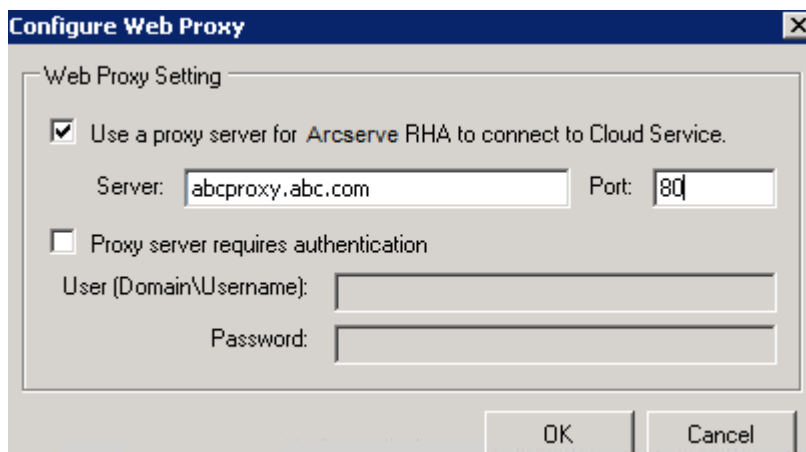 Configure Web Proxy
Web Proxy Setting
Use a proxy server for Arcserve RHA to connect to Cloud Service.
Server: abcproxy.abc.com Port: 80
Proxy server requires authentication
User (Domain\Username):
Password:
OK Cancel